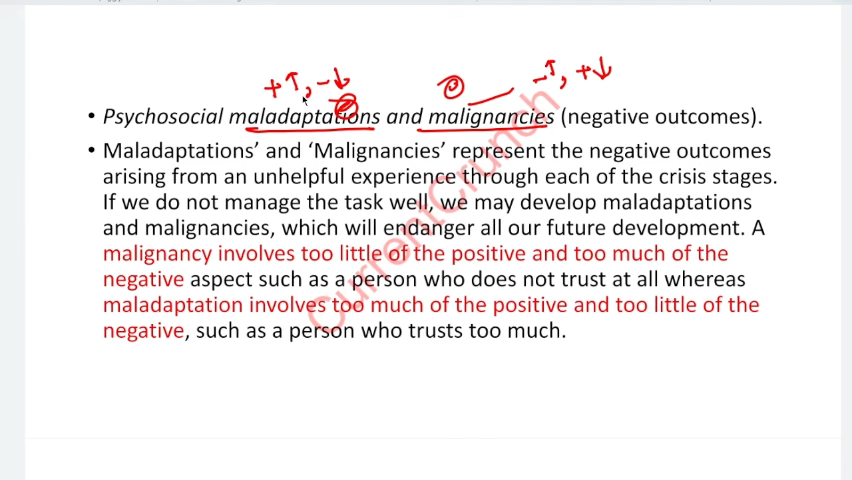 +↑, -↓ -↑, +↓
• Psychosocial maladaptations and malignancies (negative outcomes).
• Maladaptations’ and ‘Malignancies’ represent the negative outcomes
arising from an unhelpful experience through each of the crisis stages.
If we do not manage the task well, we may develop maladaptations
and malignancies, which will endanger all our future development. A
malignancy involves too little of the positive and too much of the
negative aspect such as a person who does not trust at all whereas
maladaptation involves too much of the positive and too little of the
negative, such as a person who trusts too much.
CurrentCrunch